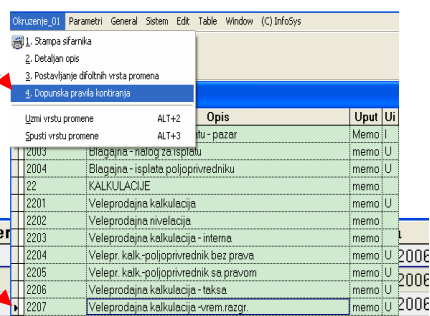 Okruzenje_01 Parametri General Sistem Edit Table Window (C) InfoSys
1. Stampa sifarnika
2. Detaljan opis
3. Postavljanje difoltnih vrsta promena
4. Dopunska pravila kontiranja
Uzmi vrstu promene ALT+2
Spusti vrstu promene ALT+3
Opis Uput Ui
tu - pazar Memo I
2003 Blagajna - nalog za isplatu memo U
2004 Blagajna - isplata poljoprivredniku memo U
22 KALKULACIJE memo
2201 Veleprodajna kalkulacija memo U
2202 Veleprodajna nivelacija memo
2203 Veleprodajna kalkulacija - interna memo
2204 Velepr. kalk.-poljoprivrednik bez prava memo U 2006
2205 Velepr. kalk.-poljoprivrednik sa pravom memo U 2006
2206 Veleprodajna kalkulacija - taksa memo U
2207 Veleprodajna kalkulacija -vrem.razgr. memo U 2006